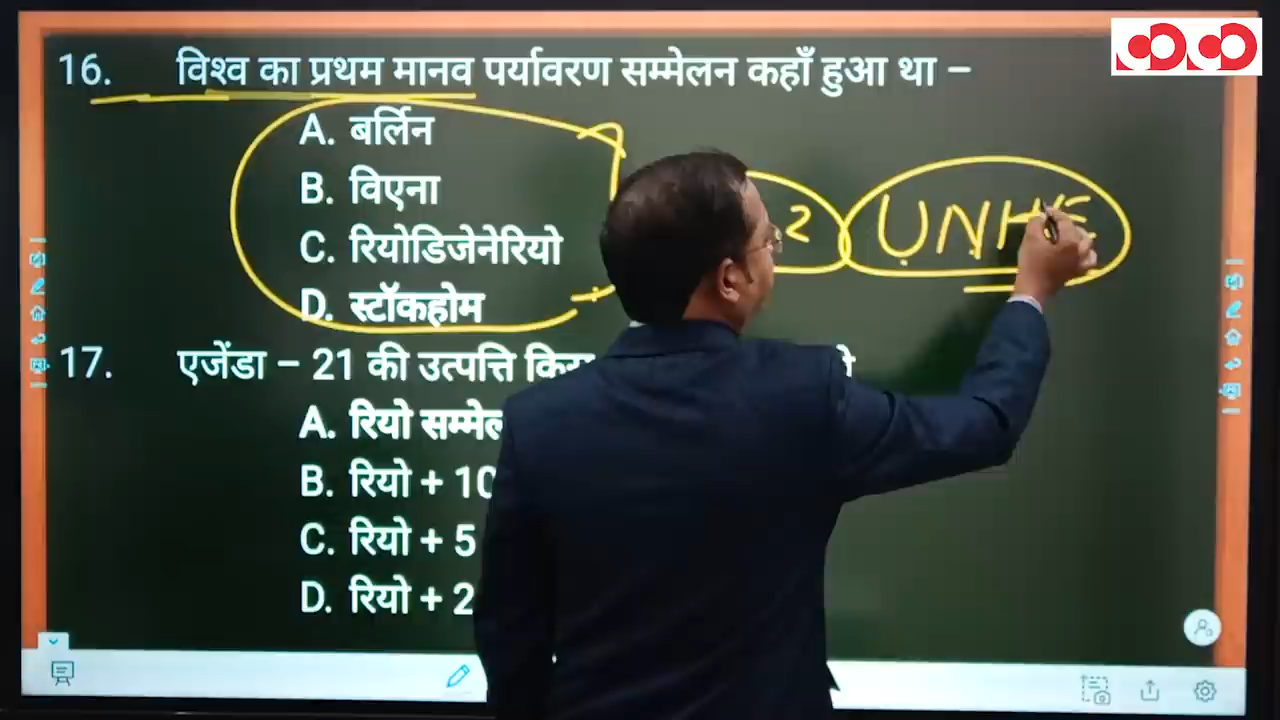 16. विश्व का प्रथम मानव पर्यावरण सम्मेलन कहाँ हुआ था –
A. बर्लिन
B. विएना
C. रियोडिजेनेरियो
D. स्टॉकहोम
2 UNHE
17. एजेंडा – 21 की उत्पत्ति
A. रियो
B. रियो + 10
C. रियो + 5
D. रियो + 2